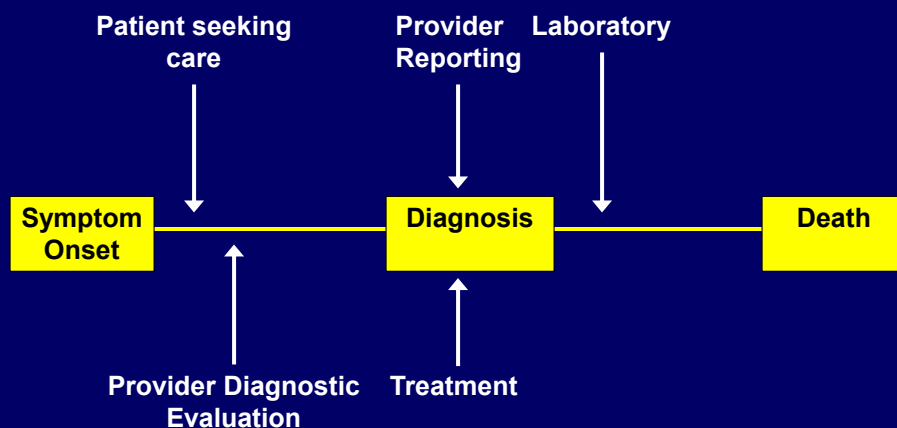 Patient seeking
care
Provider
Reporting
Laboratory
Symptom
Onset
Diagnosis
Death
Provider Diagnostic
Evaluation
Treatment